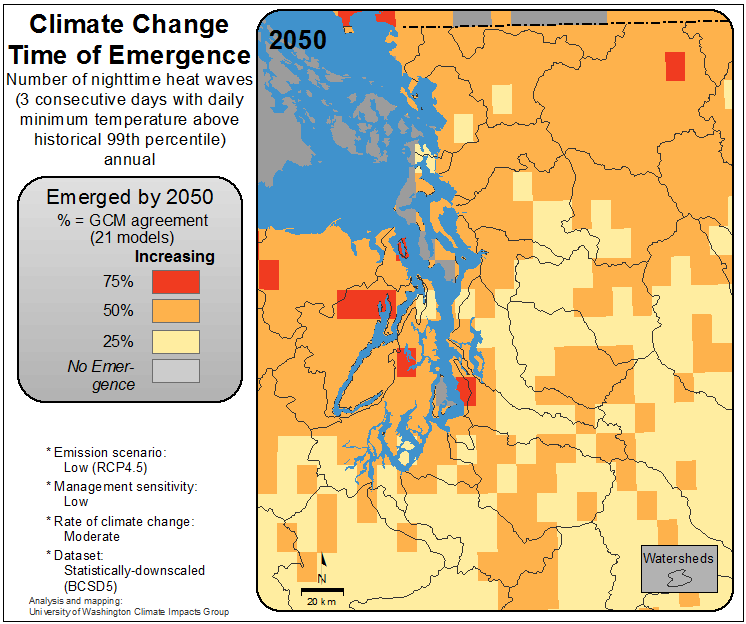 Climate Change
Time of Emergence
Number of nighttime heat waves
(3 consecutive days with daily
minimum temperature above
historical 99th percentile)
annual
Emerged by 2050
% = GCM agreement
(21 models)
Increasing
75%
50%
25%
No Emer-
gence
* Emission scenario:
Low (RCP4.5)
* Management sensitivity:
Low
* Rate of climate change:
Moderate
* Dataset:
Statistically-downscaled
(BCSD5)
Analysis and mapping:
University of Washington Climate Impacts Group
2050
N
20 km
Watersheds